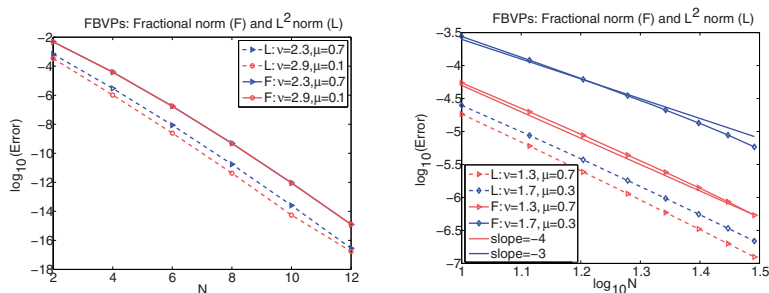 FBVPs: Fractional norm (F) and L² norm (L)
-2
-4
-6
-8
-10
-12
-14
-16
-18
log₁₀(Error)
L: ν=2.3,μ=0.7
L: ν=2.9,μ=0.1
F: ν=2.3,μ=0.7
F: ν=2.9,μ=0.1
2 4 6 8 10 12
N
FBVPs: Fractional norm (F) and L² norm (L)
-3.5
-4
-4.5
-5
-5.5
-6
-6.5
-7
log₁₀(Error)
L: ν=1.3, μ=0.7
L: ν=1.7, μ=0.3
F: ν=1.3, μ=0.7
F: ν=1.7, μ=0.3
slope=-4
slope=-3
1 1.1 1.2 1.3 1.4 1.5
log₁₀N